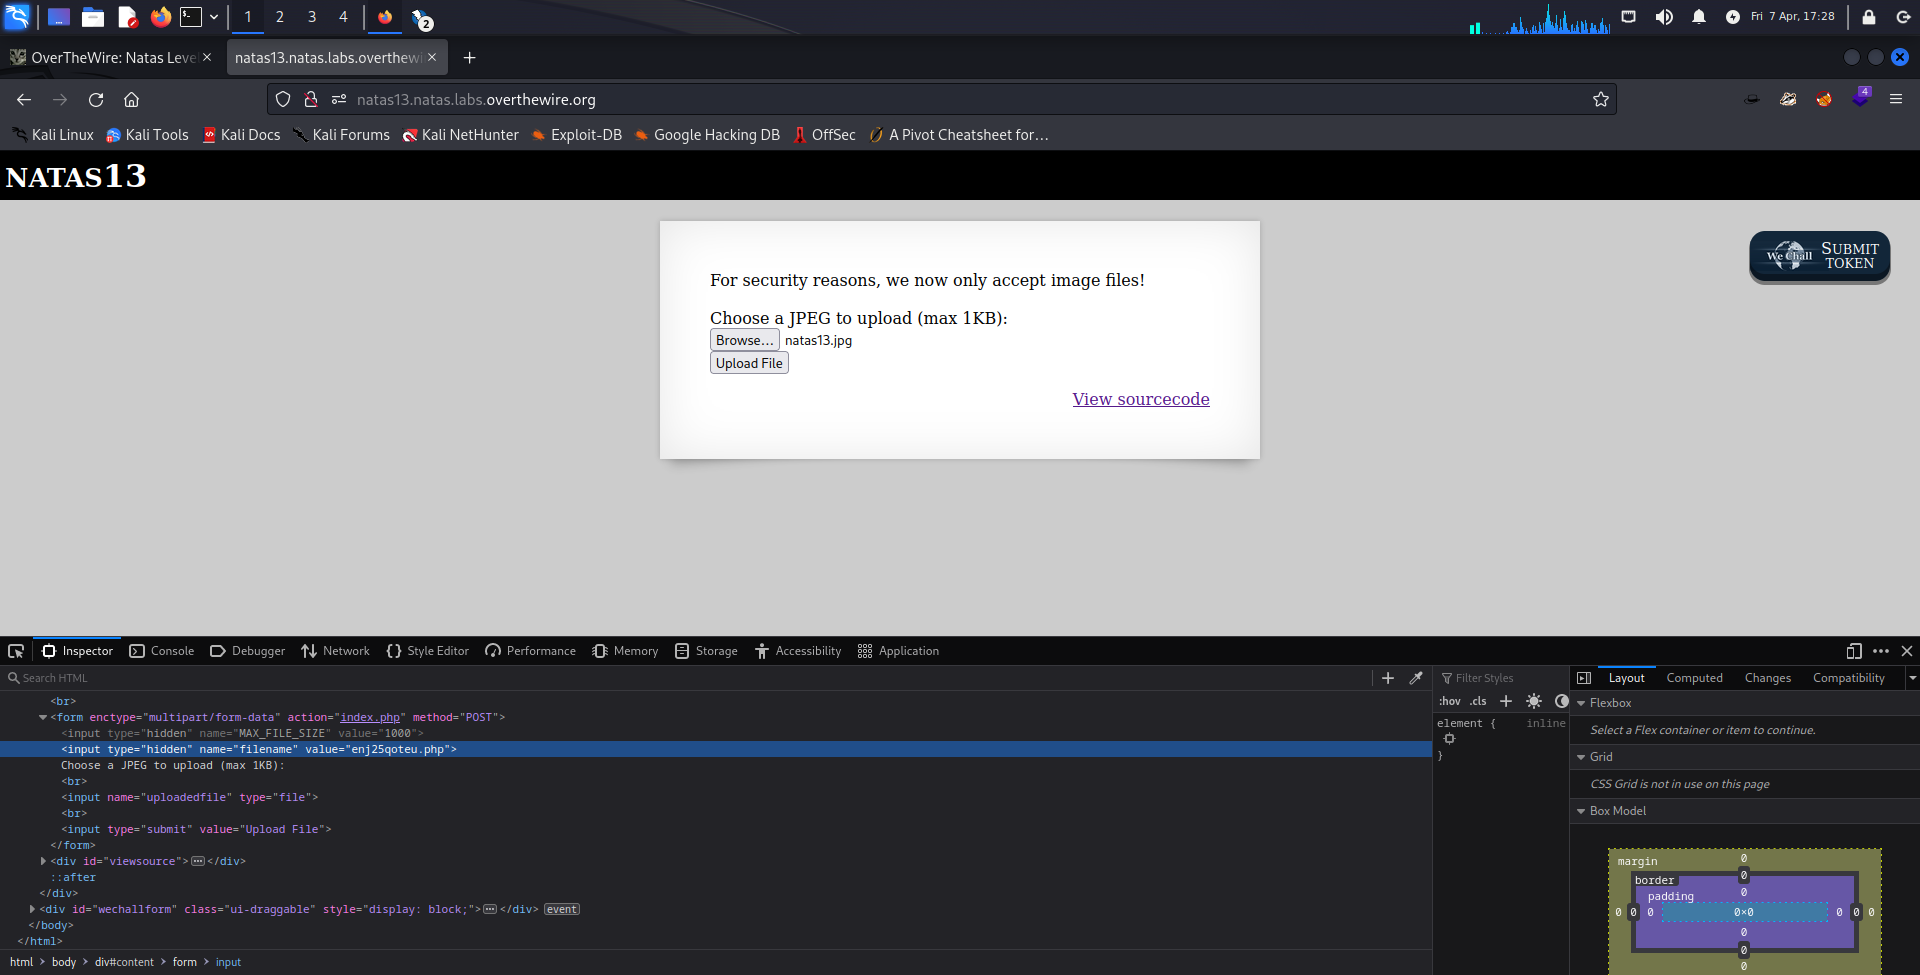 1 2 3 4 2 Fri 7 Apr, 17:28
OverTheWire: Natas Leve natas13.natas.labs.overthewi
natas13.natas.labs.overthewire.org 4
Kali Linux Kali Tools Kali Docs Kali Forums Kali NetHunter Exploit-DB Google Hacking DB OffSec A Pivot Cheatsheet for…
NATAS13
For security reasons, we now only accept image files!
Choose a JPEG to upload (max 1KB):
Browse… natas13.jpg
Upload File
View sourcecode
We Chall SUBMIT TOKEN
Inspector Console Debugger Network Style Editor Performance Memory Storage Accessibility Application
Search HTML
<br>
<form enctype="multipart/form-data" action="index.php" method="POST">
<input type="hidden" name="MAX_FILE_SIZE" value="1000">
<input type="hidden" name="filename" value="enj25qoteu.php">
Choose a JPEG to upload (max 1KB):
<br>
<input name="uploadedfile" type="file">
<br>
<input type="submit" value="Upload File">
</form>
<div id="viewsource"></div>
::after
</div>
<div id="wechallform" class="ui-draggable" style="display: block;"></div> event
</body>
</html>
html > body > div#content > form > input
Filter Styles
:hov .cls
element { inline
}
Layout Computed Changes Compatibility
Flexbox
Select a Flex container or item to continue.
Grid
CSS Grid is not in use on this page
Box Model
margin 0
border 0
padding 0
0 0 0 0×0 0 0 0
0
0
0